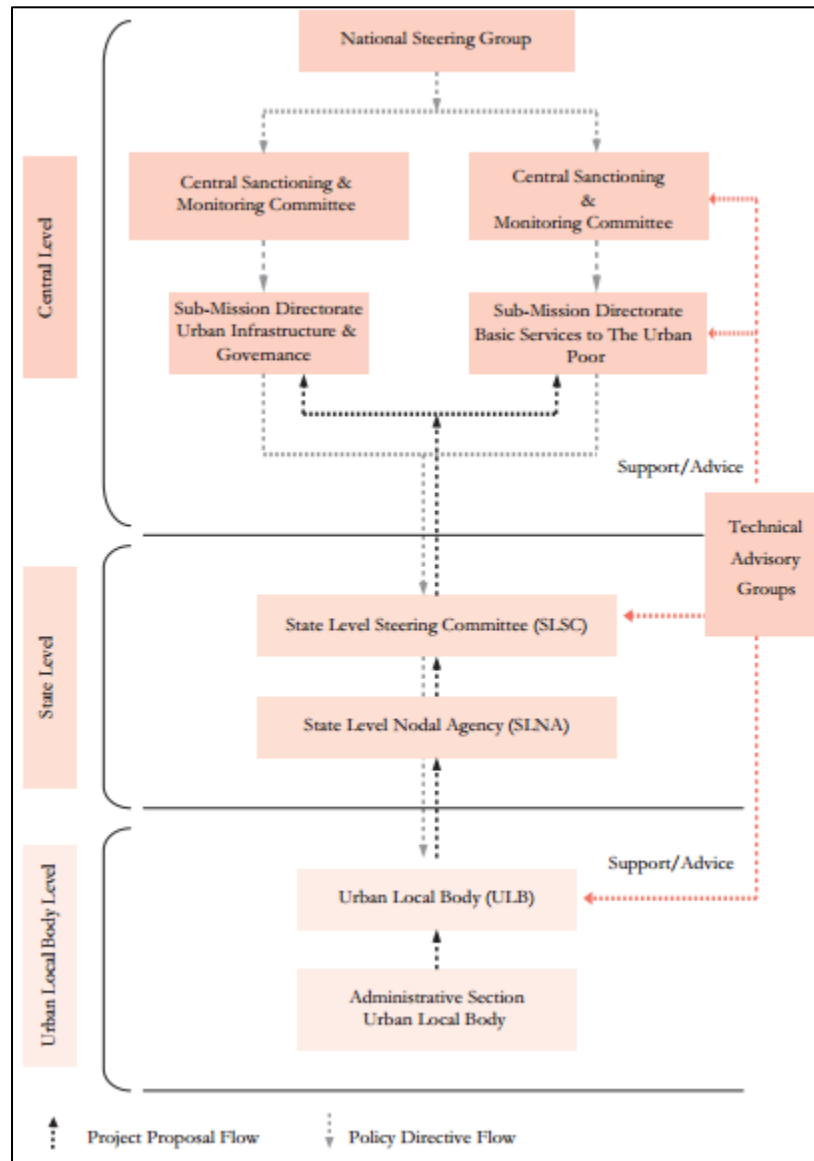 National Steering Group
Central Level
Central Sanctioning &
Monitoring Committee
Central Sanctioning
&
Monitoring Committee
Sub-Mission Directorate
Urban Infrastructure &
Governance
Sub-Mission Directorate
Basic Services to The Urban
Poor
Support/Advice
Technical
Advisory
Groups
State Level
State Level Steering Committee (SLSC)
State Level Nodal Agency (SLNA)
Urban Local Body Level
Support/Advice
Urban Local Body (ULB)
Administrative Section
Urban Local Body
Project Proposal Flow
Policy Directive Flow